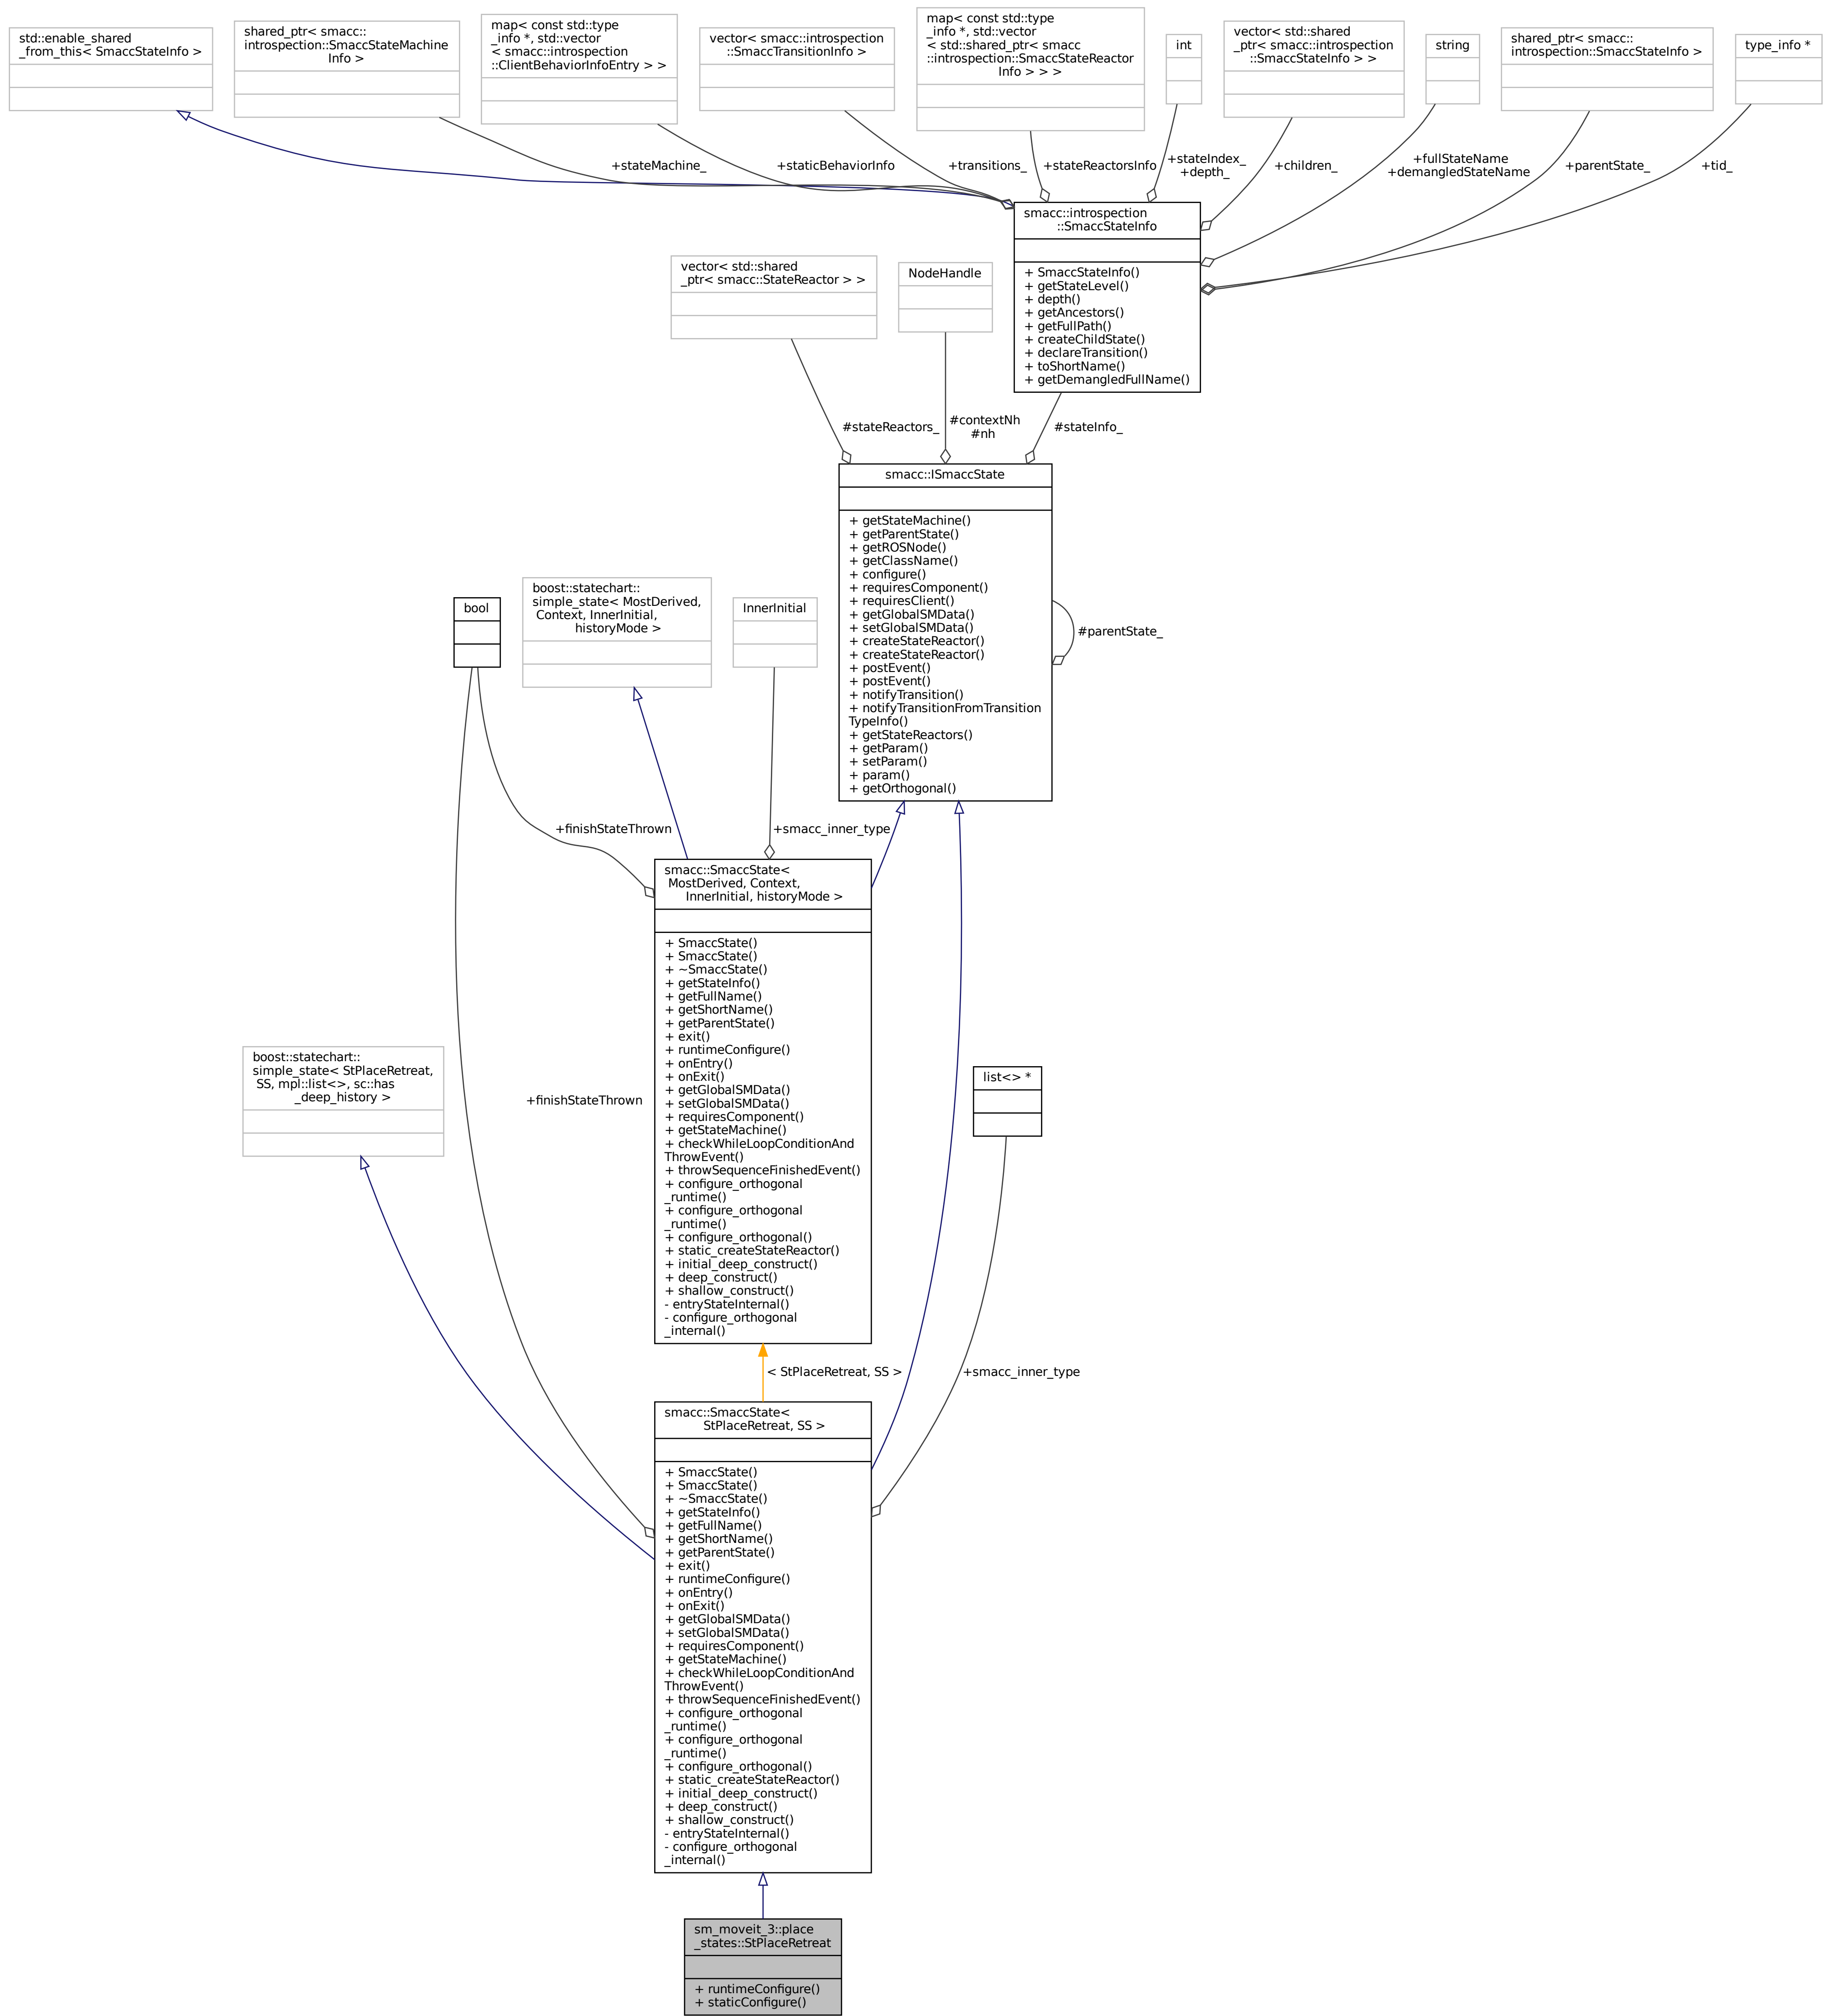 std::enable_shared
_from_this< SmaccStateInfo >
shared_ptr< smacc::
introspection::SmaccStateMachine
Info >
map< const std::type
_info *, std::vector
< smacc::introspection
::ClientBehaviorInfoEntry > >
vector< smacc::introspection
::SmaccTransitionInfo >
map< const std::type
_info *, std::vector
< std::shared_ptr< smacc
::introspection::SmaccStateReactor
Info > > >
int
vector< std::shared
_ptr< smacc::introspection
::SmaccStateInfo > >
string
shared_ptr< smacc::
introspection::SmaccStateInfo >
type_info *
+stateMachine_
+staticBehaviorInfo
+transitions_
+stateReactorsInfo
+stateIndex_
+depth_
+children_
+fullStateName
+demangledStateName
+parentState_
+tid_
smacc::introspection
::SmaccStateInfo
+ SmaccStateInfo()
+ getStateLevel()
+ depth()
+ getAncestors()
+ getFullPath()
+ createChildState()
+ declareTransition()
+ toShortName()
+ getDemangledFullName()
vector< std::shared
_ptr< smacc::StateReactor > >
NodeHandle
#stateReactors_
#contextNh
#nh
#stateInfo_
smacc::ISmaccState
+ getStateMachine()
+ getParentState()
+ getROSNode()
+ getClassName()
+ configure()
+ requiresComponent()
+ requiresClient()
+ getGlobalSMData()
+ setGlobalSMData()
+ createStateReactor()
+ createStateReactor()
+ postEvent()
+ postEvent()
+ notifyTransition()
+ notifyTransitionFromTransition
TypeInfo()
+ getStateReactors()
+ getParam()
+ setParam()
+ param()
+ getOrthogonal()
#parentState_
bool
boost::statechart::
simple_state< MostDerived,
Context, InnerInitial,
historyMode >
InnerInitial
+finishStateThrown
+smacc_inner_type
smacc::SmaccState<
MostDerived, Context,
InnerInitial, historyMode >
+ SmaccState()
+ SmaccState()
+ ~SmaccState()
+ getStateInfo()
+ getFullName()
+ getShortName()
+ getParentState()
+ exit()
+ runtimeConfigure()
+ onEntry()
+ onExit()
+ getGlobalSMData()
+ setGlobalSMData()
+ requiresComponent()
+ getStateMachine()
+ checkWhileLoopConditionAnd
ThrowEvent()
+ throwSequenceFinishedEvent()
+ configure_orthogonal
_runtime()
+ configure_orthogonal
_runtime()
+ configure_orthogonal()
+ static_createStateReactor()
+ initial_deep_construct()
+ deep_construct()
+ shallow_construct()
- entryStateInternal()
- configure_orthogonal
_internal()
boost::statechart::
simple_state< StPlaceRetreat,
SS, mpl::list<>, sc::has
_deep_history >
+finishStateThrown
list<> *
< StPlaceRetreat, SS >
+smacc_inner_type
smacc::SmaccState<
StPlaceRetreat, SS >
+ SmaccState()
+ SmaccState()
+ ~SmaccState()
+ getStateInfo()
+ getFullName()
+ getShortName()
+ getParentState()
+ exit()
+ runtimeConfigure()
+ onEntry()
+ onExit()
+ getGlobalSMData()
+ setGlobalSMData()
+ requiresComponent()
+ getStateMachine()
+ checkWhileLoopConditionAnd
ThrowEvent()
+ throwSequenceFinishedEvent()
+ configure_orthogonal
_runtime()
+ configure_orthogonal
_runtime()
+ configure_orthogonal()
+ static_createStateReactor()
+ initial_deep_construct()
+ deep_construct()
+ shallow_construct()
- entryStateInternal()
- configure_orthogonal
_internal()
sm_moveit_3::place
_states::StPlaceRetreat
+ runtimeConfigure()
+ staticConfigure()